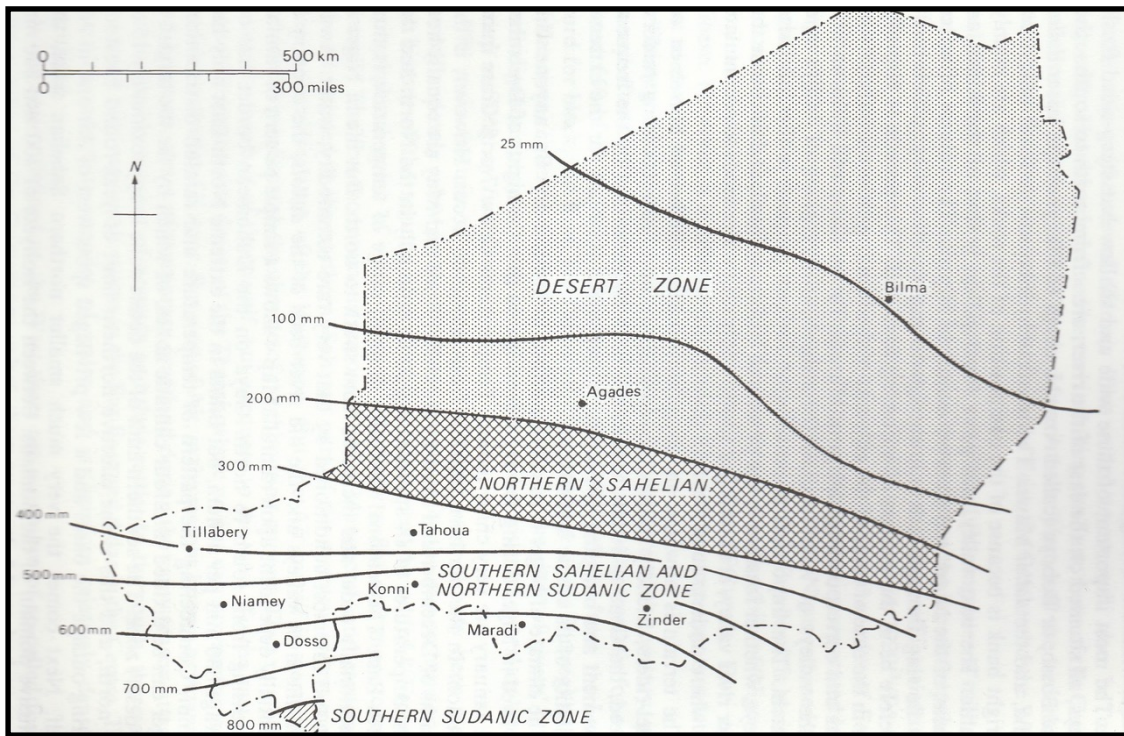 0 500 km
0 300 miles
N
25 mm
DESERT ZONE
Bilma
100 mm
Agades
200 mm
300 mm
NORTHERN SAHELIAN
400 mm
Tillabery
Tahoua
500 mm
SOUTHERN SAHELIAN AND
NORTHERN SUDANIC ZONE
Konni
Niamey
Zinder
600 mm
Maradi
Dosso
700 mm
800 mm
SOUTHERN SUDANIC ZONE